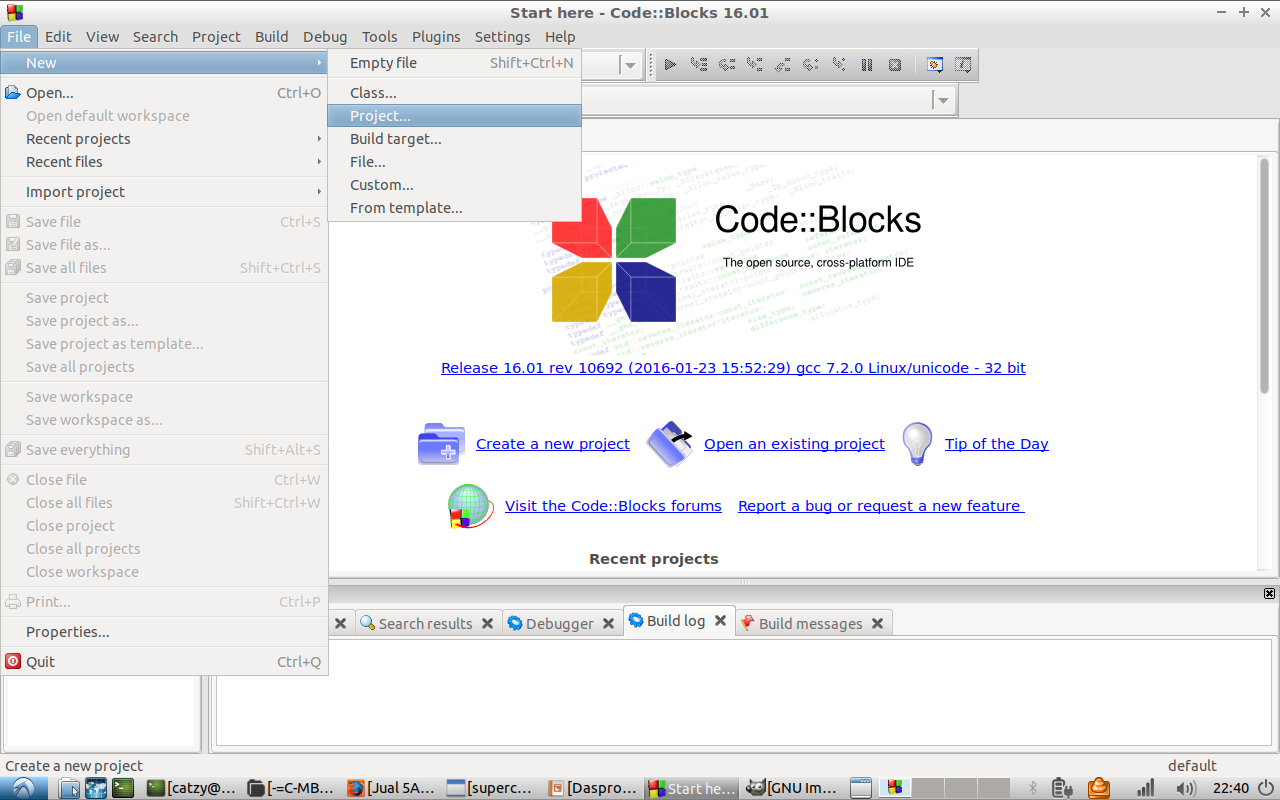 Start here - Code::Blocks 16.01
File Edit View Search Project Build Debug Tools Plugins Settings Help
New
Open... Ctrl+O
Open default workspace
Recent projects
Recent files
Import project
Save file Ctrl+S
Save file as...
Save all files Shift+Ctrl+S
Save project
Save project as...
Save project as template...
Save all projects
Save workspace
Save workspace as...
Save everything Shift+Alt+S
Close file Ctrl+W
Close all files Shift+Ctrl+W
Close project
Close all projects
Close workspace
Print... Ctrl+P
Properties...
Quit Ctrl+Q
Empty file Shift+Ctrl+N
Class...
Project...
Build target...
File...
Custom...
From template...
Code::Blocks
The open source, cross-platform IDE
Release 16.01 rev 10692 (2016-01-23 15:52:29) gcc 7.2.0 Linux/unicode - 32 bit
Create a new project Open an existing project Tip of the Day
Visit the Code::Blocks forums Report a bug or request a new feature
Recent projects
Search results Debugger Build log Build messages
Create a new project default
[catzy@... [-=C-MB... [Jual 5A... [superc... [Daspro... Start he... [GNU Im... 22:40